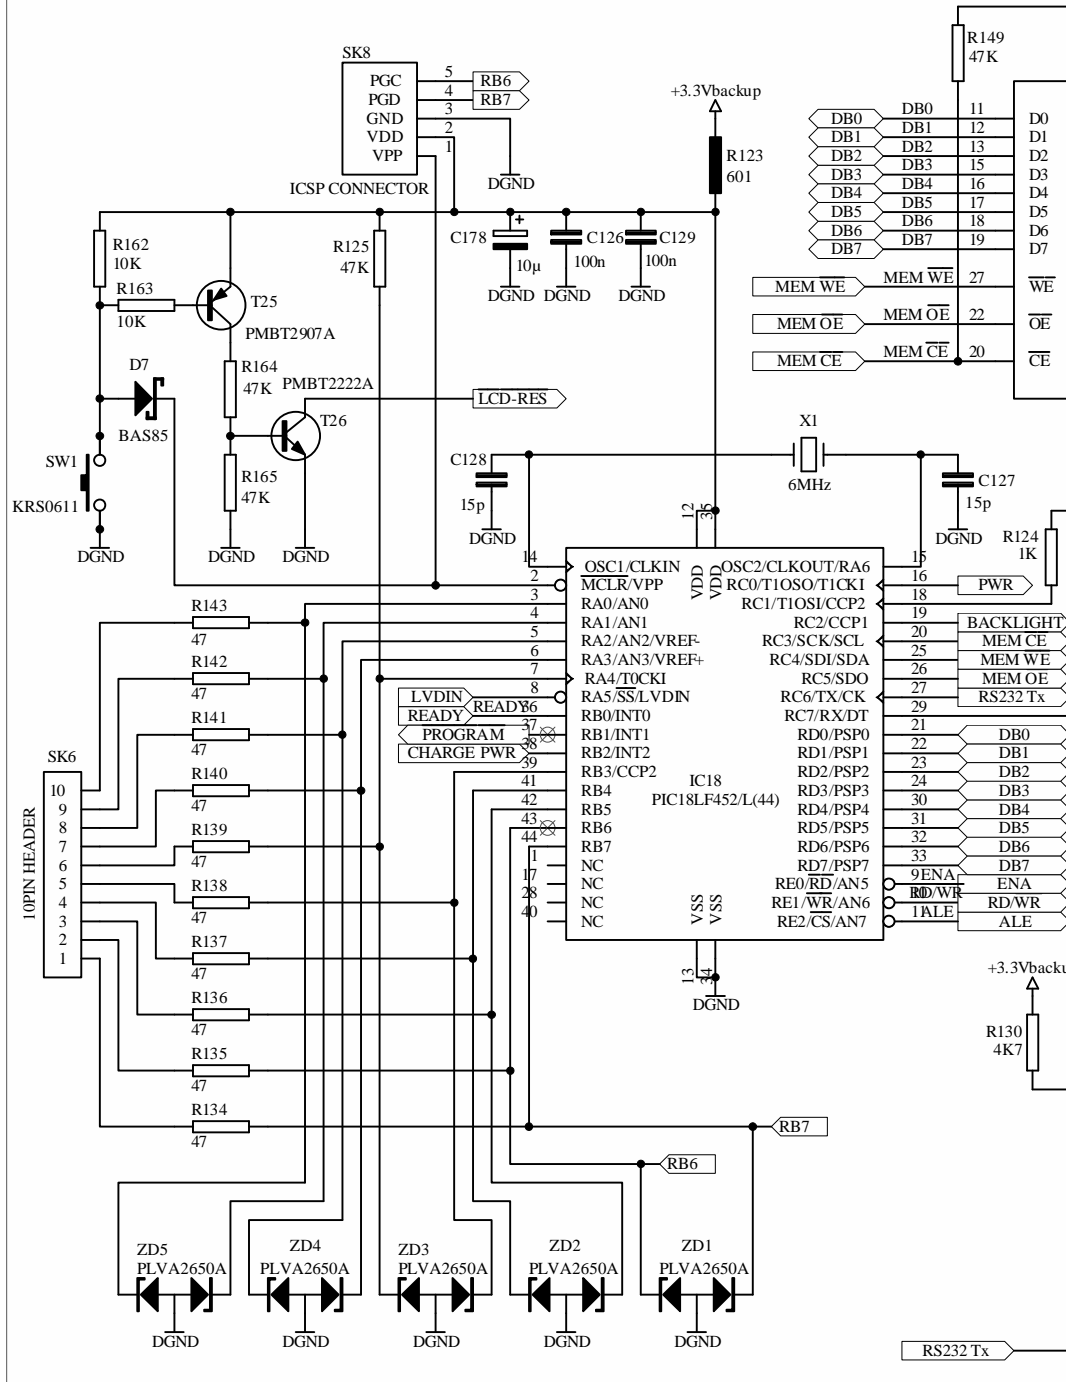 R149
47K
SK8
PGC 5 RB6
PGD 4 RB7
GND 3
VDD 2
VPP 1
ICSP CONNECTOR
DGND
+3.3Vbackup
R123
601
DB0 DB0 11 D0
DB1 DB1 12 D1
DB2 DB2 13 D2
DB3 DB3 15 D3
DB4 DB4 16 D4
DB5 DB5 17 D5
DB6 DB6 18 D6
DB7 DB7 19 D7
MEM WE MEM WE 27 WE
MEM OE MEM OE 22 OE
MEM CE MEM CE 20 CE
R162
10K
R163
10K
T25
PMBT2907A
R125
47K
C178
+
10µ
DGND
C126
100n
DGND
C129
100n
DGND
D7
BAS85
R164
47K
PMBT2222A
T26
LCD-RES
SW1
KRS0611
R165
47K
DGND
DGND
DGND
C128
15p
DGND
X1
6MHz
C127
15p
DGND
R124
1K
12 35
VDD VDD
14 OSC1/CLKIN
2 MCLR/VPP
3 RA0/AN0
4 RA1/AN1
5 RA2/AN2/VREF-
6 RA3/AN3/VREF+
7 RA4/T0CKI
LVDIN 8 RA5/SS/LVDIN
READY READY 36 RB0/INT0
PROGRAM 37 RB1/INT1
CHARGE PWR 38 RB2/INT2
39 RB3/CCP2
41 RB4
42 RB5
43 RB6
44 RB7
1 NC
17 NC
28 NC
40 NC
OSC2/CLKOUT/RA6 15
RC0/T1OSO/T1CKI 16 PWR
RC1/T1OSI/CCP2 18
RC2/CCP1 19 BACKLIGHT
RC3/SCK/SCL 20 MEM CE
RC4/SDI/SDA 25 MEM WE
RC5/SDO 26 MEM OE
RC6/TX/CK 27 RS232 Tx
RC7/RX/DT 29
RD0/PSP0 21 DB0
RD1/PSP1 22 DB1
RD2/PSP2 23 DB2
RD3/PSP3 24 DB3
RD4/PSP4 30 DB4
RD5/PSP5 31 DB5
RD6/PSP6 32 DB6
RD7/PSP7 33 DB7
RE0/RD/AN5 9 ENA ENA
RE1/WR/AN6 10 RD/WR RD/WR
RE2/CS/AN7 11 ALE ALE
IC18
PIC18LF452/L(44)
VSS VSS
13 34
DGND
R143
47
R142
47
R141
47
R140
47
R139
47
R138
47
R137
47
R136
47
R135
47
R134
47
SK6
10
9
8
7
6
5
4
3
2
1
10PIN HEADER
+3.3Vbacku
R130
4K7
RB7
RB6
ZD5
PLVA2650A
DGND
ZD4
PLVA2650A
DGND
ZD3
PLVA2650A
DGND
ZD2
PLVA2650A
DGND
ZD1
PLVA2650A
DGND
RS232 Tx